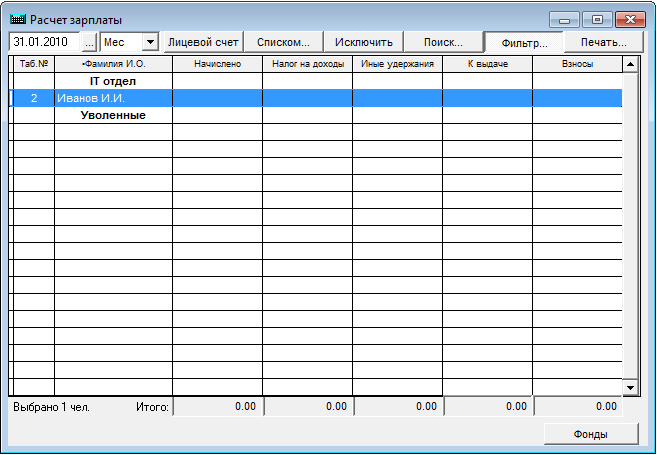 Расчет зарплаты
31.01.2010 ... Мес Лицевой счет Списком... Исключить Поиск... Фильтр... Печать...
Таб.№ •Фамилия И.О. Начислено Налог на доходы Иные удержания К выдаче Взносы
IT отдел
2 Иванов И.И.
Уволенные
Выбрано 1 чел. Итого: 0.00 0.00 0.00 0.00 0.00
Фонды